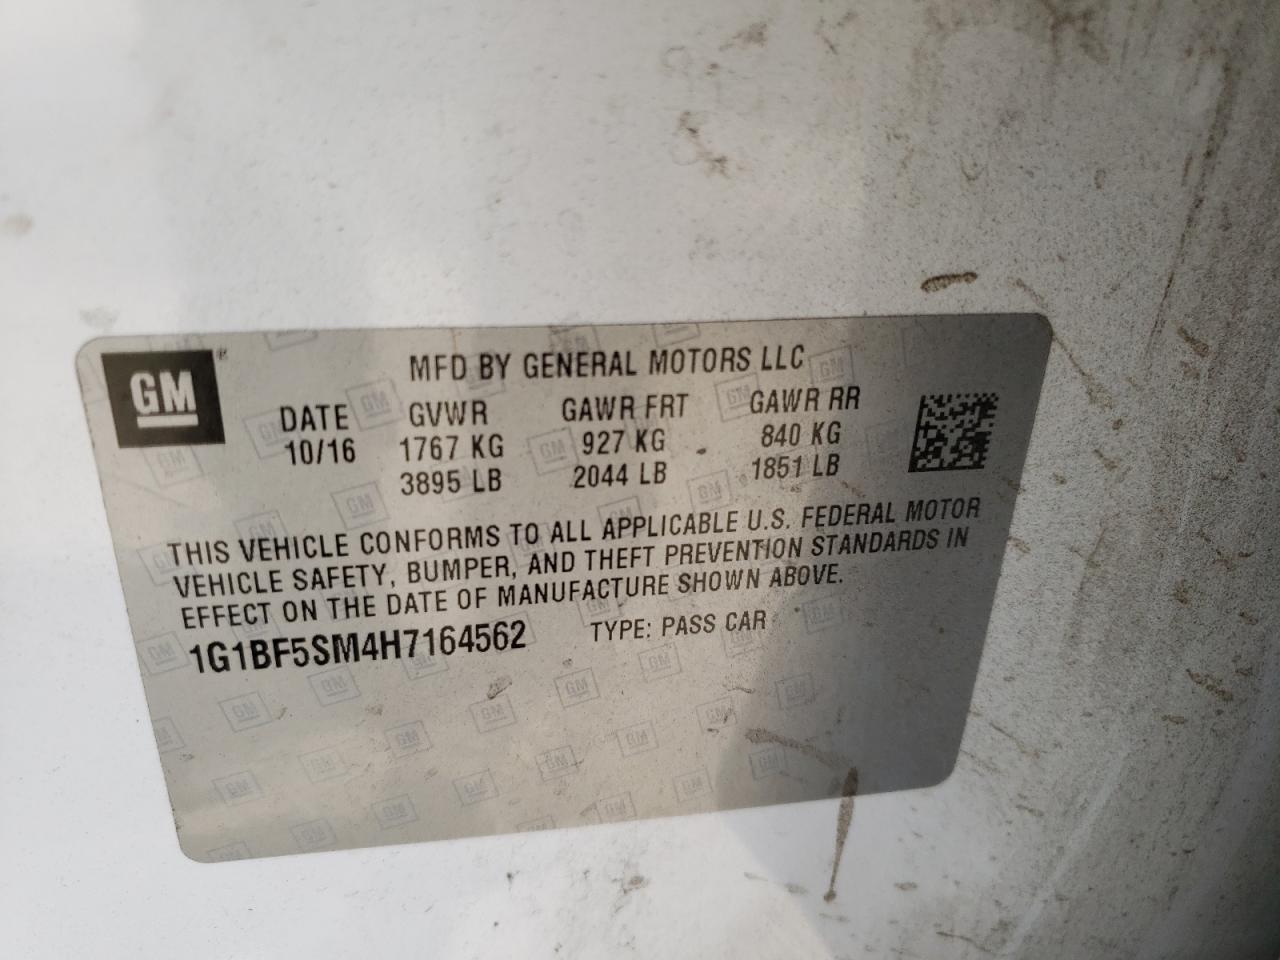 GM ®
MFD BY GENERAL MOTORS LLC
DATE GVWR GAWR FRT GAWR RR
10/16 1767 KG 927 KG 840 KG
3895 LB 2044 LB 1851 LB
THIS VEHICLE CONFORMS TO ALL APPLICABLE U.S. FEDERAL MOTOR
VEHICLE SAFETY, BUMPER, AND THEFT PREVENTION STANDARDS IN
EFFECT ON THE DATE OF MANUFACTURE SHOWN ABOVE.
1G1BF5SM4H7164562 TYPE: PASS CAR